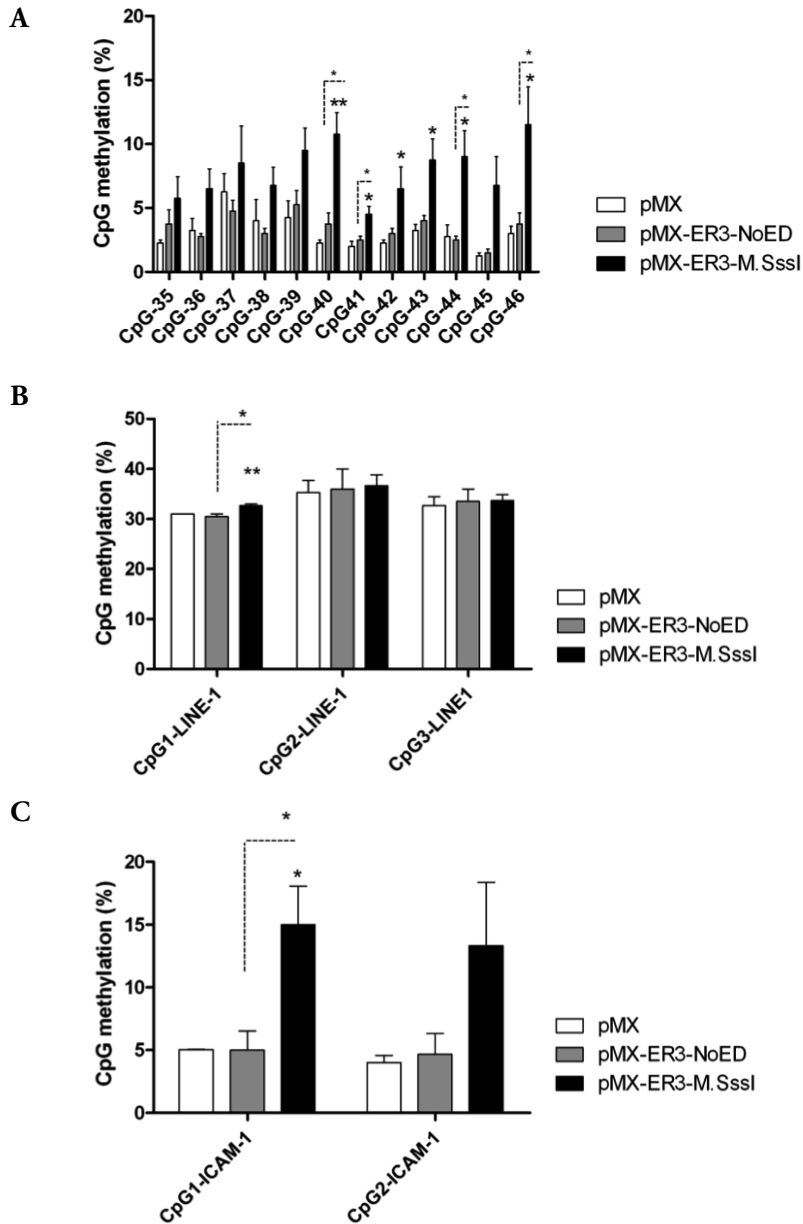 A
CpG methylation (%)
20
15
10
5
0
*
**
*
*
*
*
*
*
*
*
CpG-35
CpG-36
CpG-37
CpG-38
CpG-39
CpG-40
CpG41
CpG-42
CpG-43
CpG-44
CpG-45
CpG-46
pMX
pMX-ER3-NoED
pMX-ER3-M.SssI
B
CpG methylation (%)
50
40
30
20
10
0
*
**
CpG1-LINE-1
CpG2-LINE-1
CpG3-LINE1
pMX
pMX-ER3-NoED
pMX-ER3-M.SssI
C
CpG methylation (%)
20
15
10
5
0
*
*
CpG1-ICAM-1
CpG2-ICAM-1
pMX
pMX-ER3-NoED
pMX-ER3-M.SssI